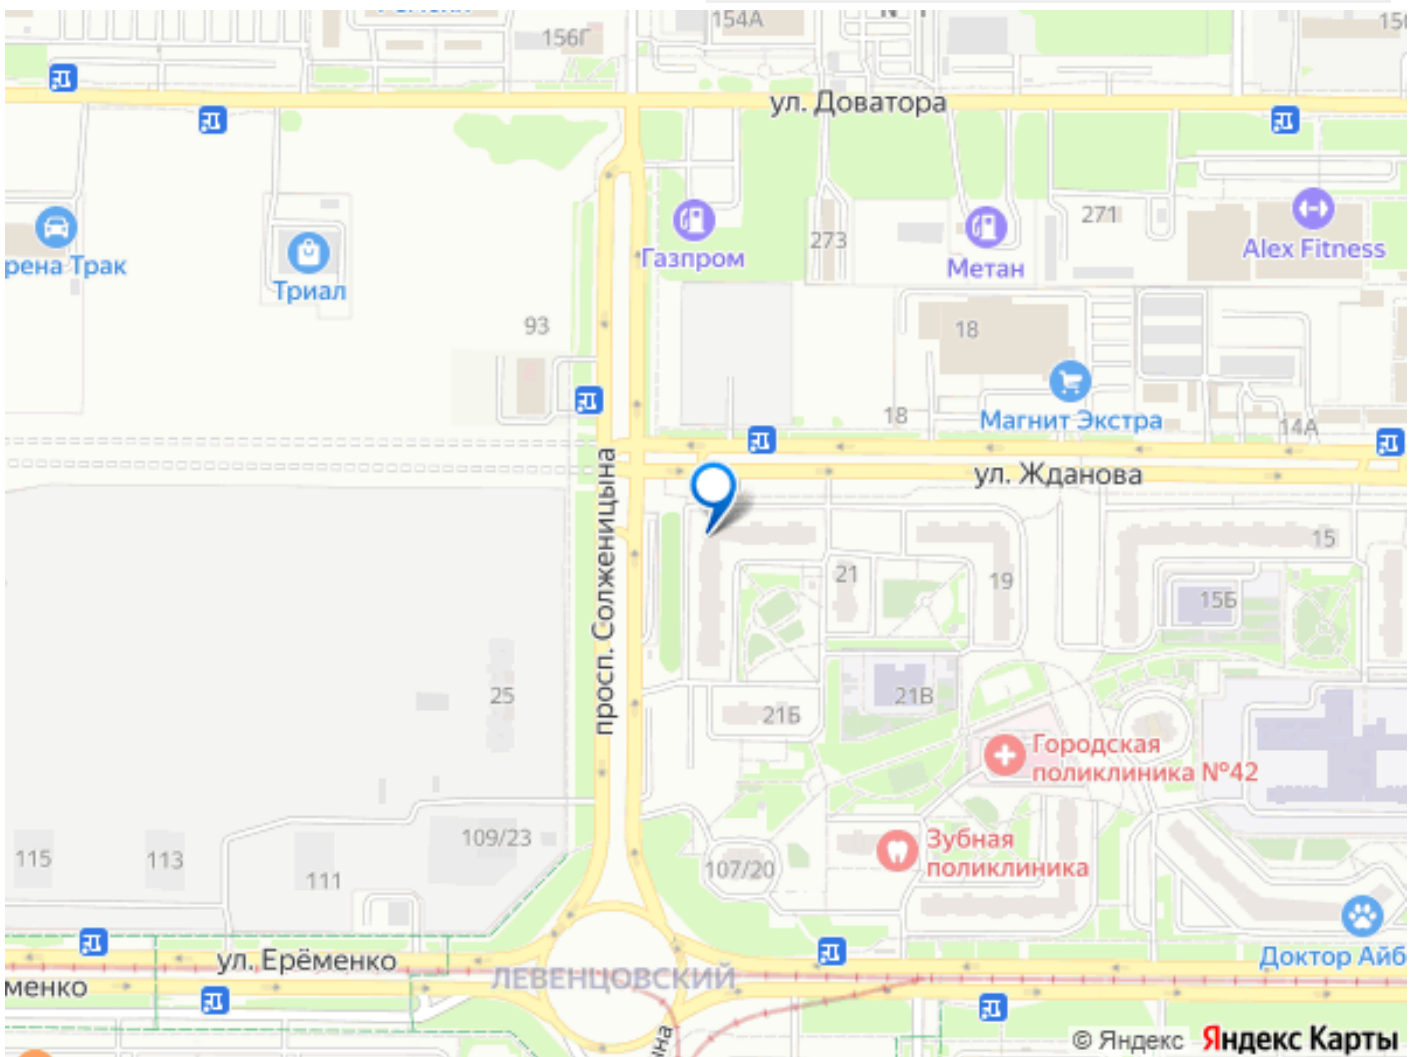 154А
156Г
ул. Доватора
271
273
Газпром
Метан
Alex Fitness
рена Трак
Триал
93
18
Магнит Экстра
18
14А
ул. Жданова
просп. Солженицына
15
21
19
15Б
25
21В
21Б
Городская
поликлиника №42
109/23
Зубная
поликлиника
115
113
111
107/20
ул. Ерёменко
Доктор Айб
ЛЕВЕНЦОВСКИЙ
менко
на
© Яндекс Яндекс Карты